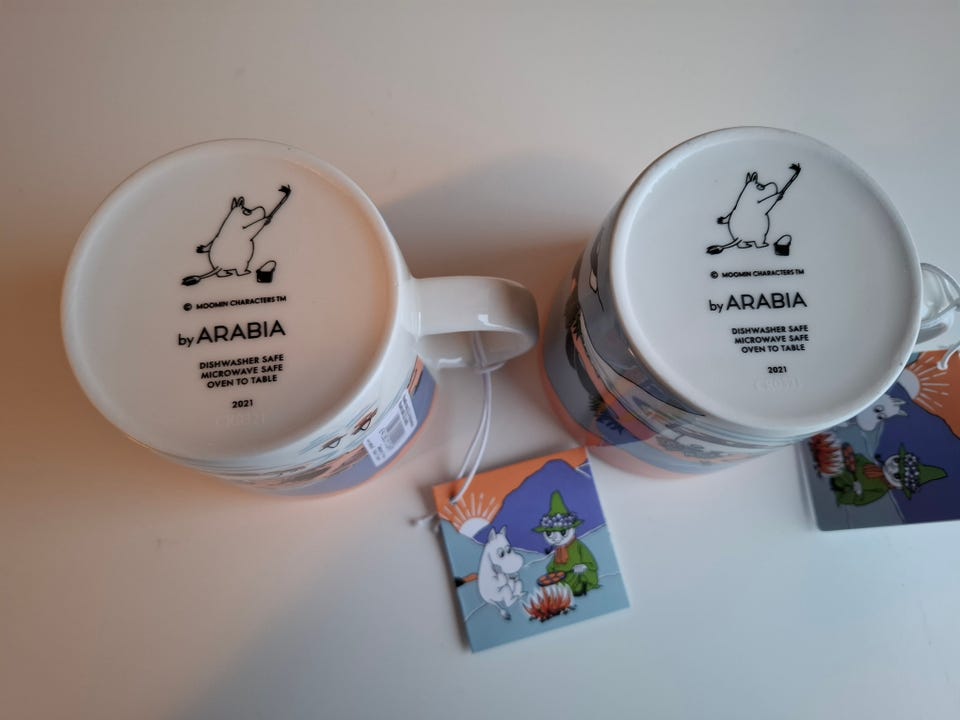 © MOOMIN CHARACTERS TM
by ARABIA
DISHWASHER SAFE
MICROWAVE SAFE
OVEN TO TABLE
2021
© MOOMIN CHARACTERS TM
by ARABIA
DISHWASHER SAFE
MICROWAVE SAFE
OVEN TO TABLE
2021